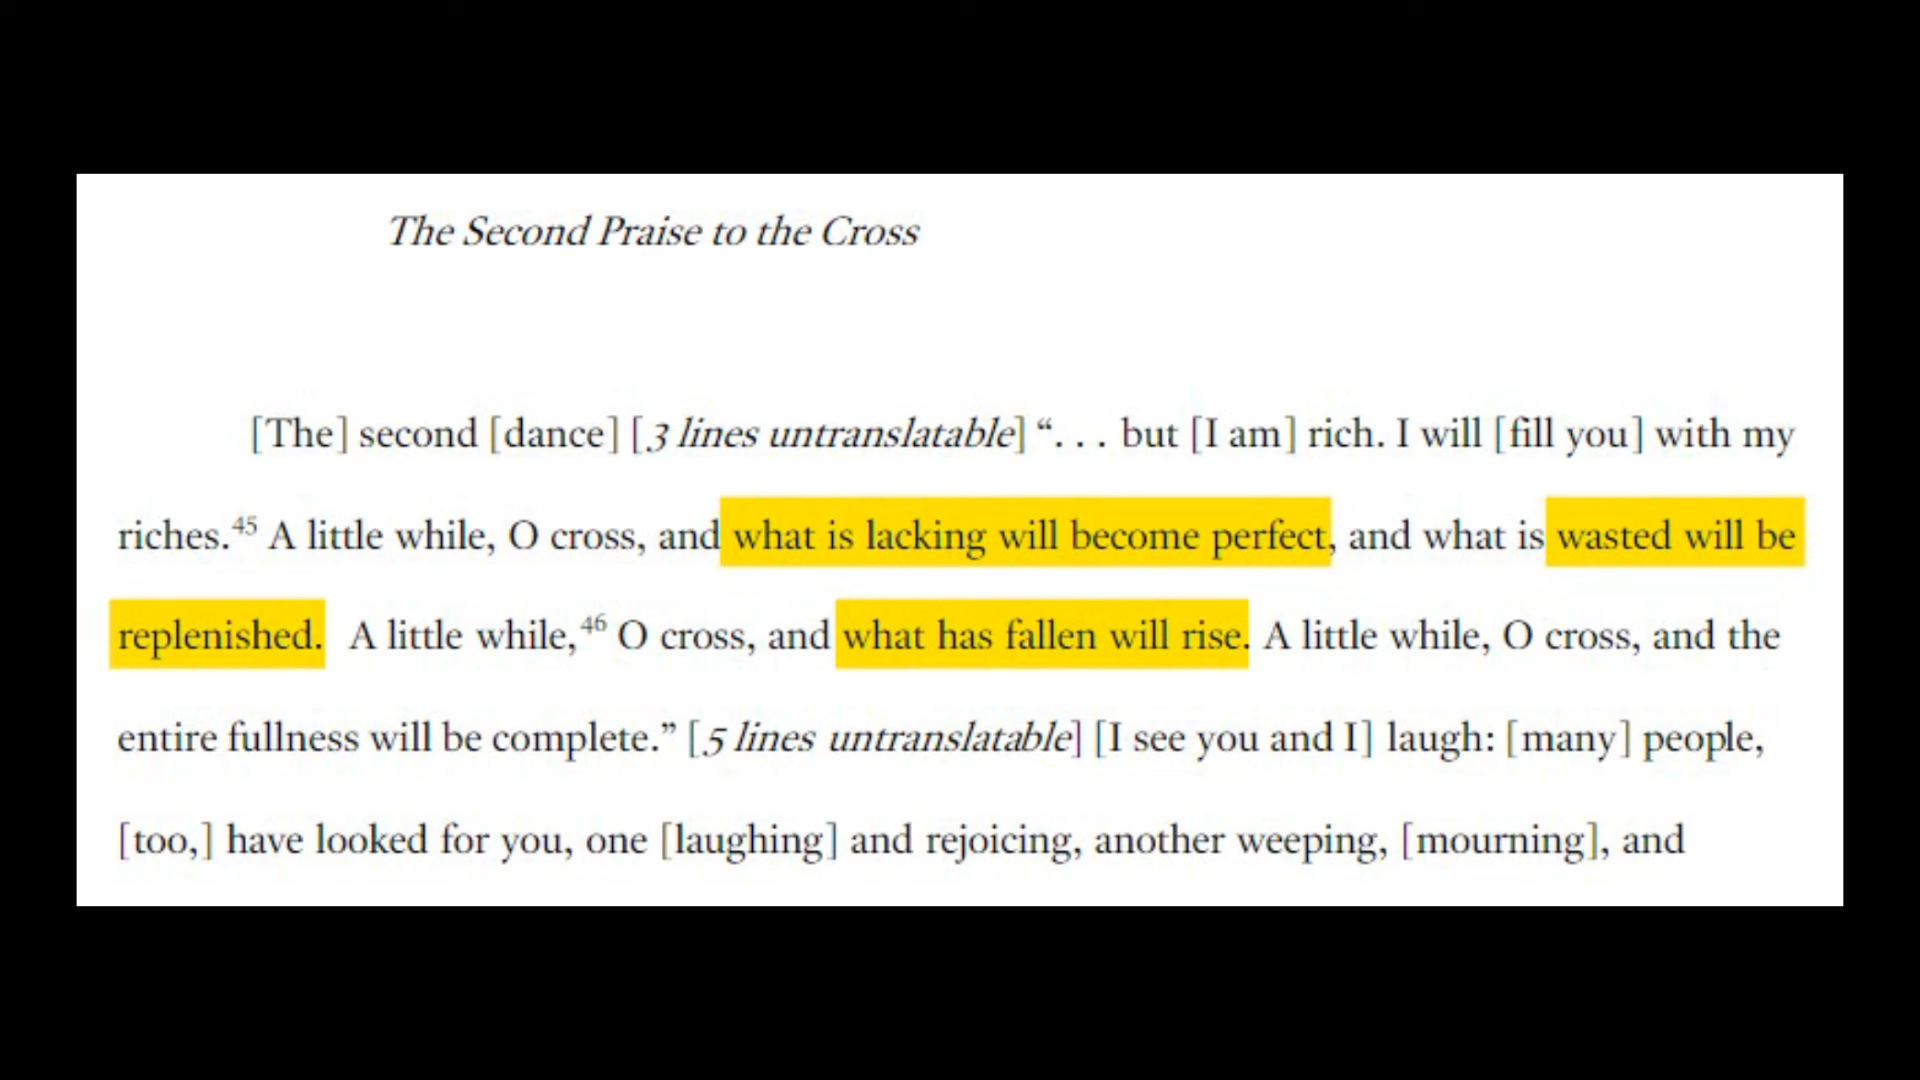 The Second Praise to the Cross
[The] second [dance] [3 lines untranslatable] “. . . but [I am] rich. I will [fill you] with my
riches.45 A little while, O cross, and what is lacking will become perfect, and what is wasted will be
replenished. A little while,46 O cross, and what has fallen will rise. A little while, O cross, and the
entire fullness will be complete.” [5 lines untranslatable] [I see you and I] laugh: [many] people,
[too,] have looked for you, one [laughing] and rejoicing, another weeping, [mourning], and